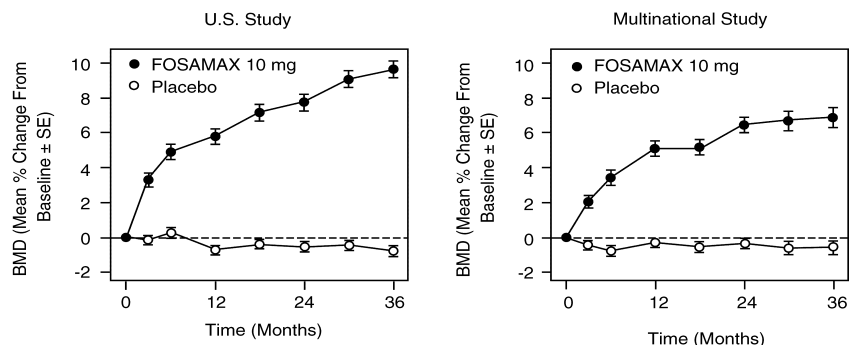 U.S. Study
BMD (Mean % Change From
Baseline ± SE)
10
8
6
4
2
0
-2
FOSAMAX 10 mg
Placebo
0
12
24
36
Time (Months)
Multinational Study
BMD (Mean % Change From
Baseline ± SE)
10
8
6
4
2
0
-2
FOSAMAX 10 mg
Placebo
0
12
24
36
Time (Months)